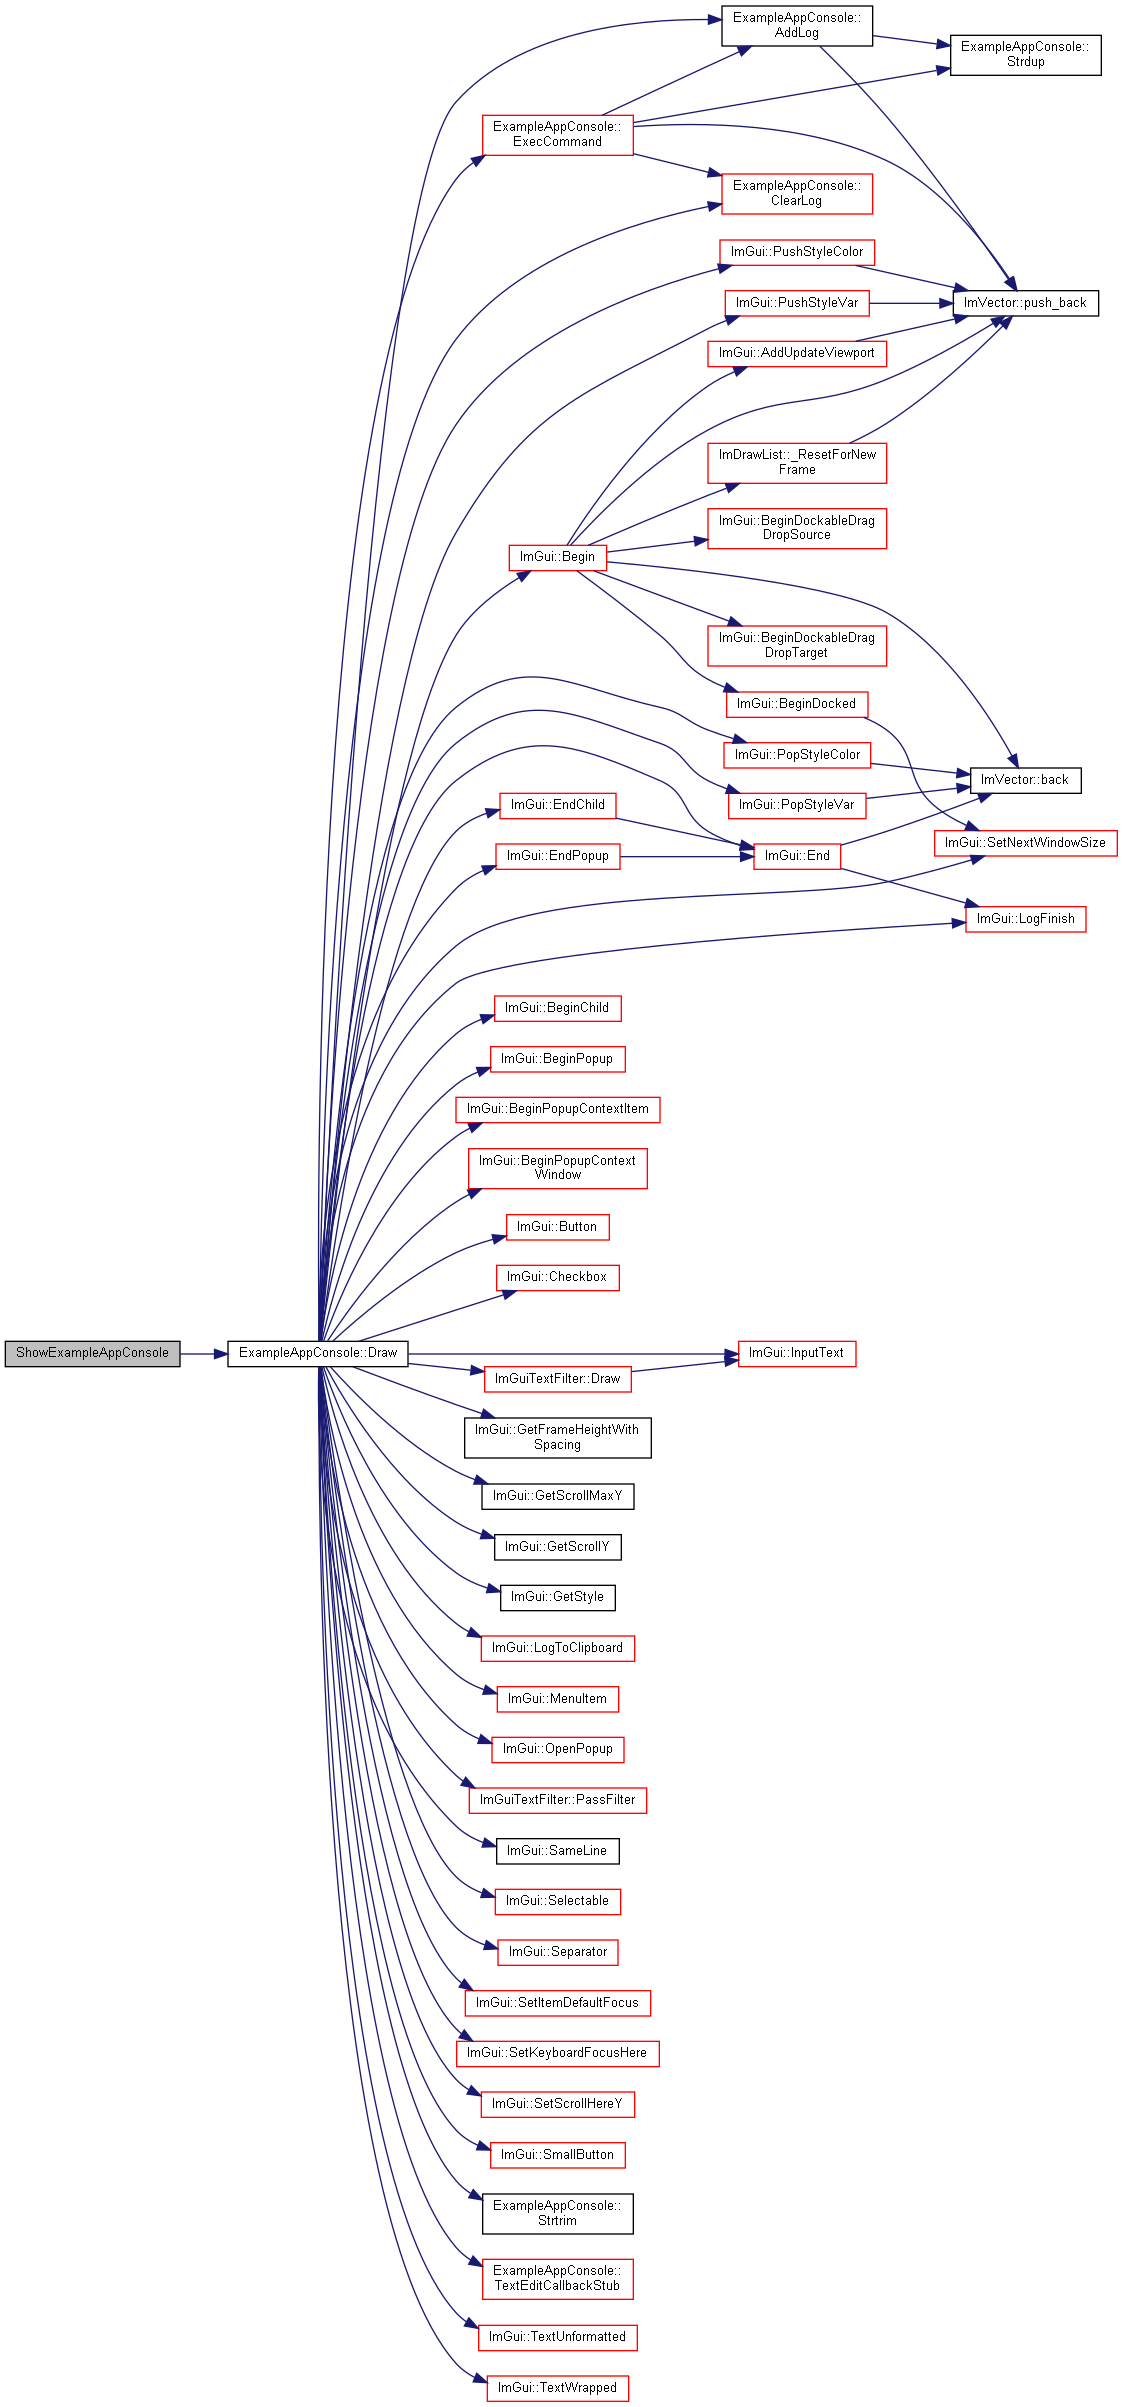 ExampleAppConsole::
AddLog
ExampleAppConsole::
Strdup
ExampleAppConsole::
ExecCommand
ExampleAppConsole::
ClearLog
ImGui::PushStyleColor
ImGui::PushStyleVar
ImVector::push_back
ImGui::AddUpdateViewport
ImDrawList::_ResetForNew
Frame
ImGui::BeginDockableDrag
DropSource
ImGui::Begin
ImGui::BeginDockableDrag
DropTarget
ImGui::BeginDocked
ImGui::PopStyleColor
ImVector::back
ImGui::EndChild
ImGui::PopStyleVar
ImGui::SetNextWindowSize
ImGui::EndPopup
ImGui::End
ImGui::LogFinish
ImGui::BeginChild
ImGui::BeginPopup
ImGui::BeginPopupContextItem
ImGui::BeginPopupContext
Window
ImGui::Button
ImGui::Checkbox
ShowExampleAppConsole
ExampleAppConsole::Draw
ImGui::InputText
ImGuiTextFilter::Draw
ImGui::GetFrameHeightWith
Spacing
ImGui::GetScrollMaxY
ImGui::GetScrollY
ImGui::GetStyle
ImGui::LogToClipboard
ImGui::MenuItem
ImGui::OpenPopup
ImGuiTextFilter::PassFilter
ImGui::SameLine
ImGui::Selectable
ImGui::Separator
ImGui::SetItemDefaultFocus
ImGui::SetKeyboardFocusHere
ImGui::SetScrollHereY
ImGui::SmallButton
ExampleAppConsole::
Strtrim
ExampleAppConsole::
TextEditCallbackStub
ImGui::TextUnformatted
ImGui::TextWrapped